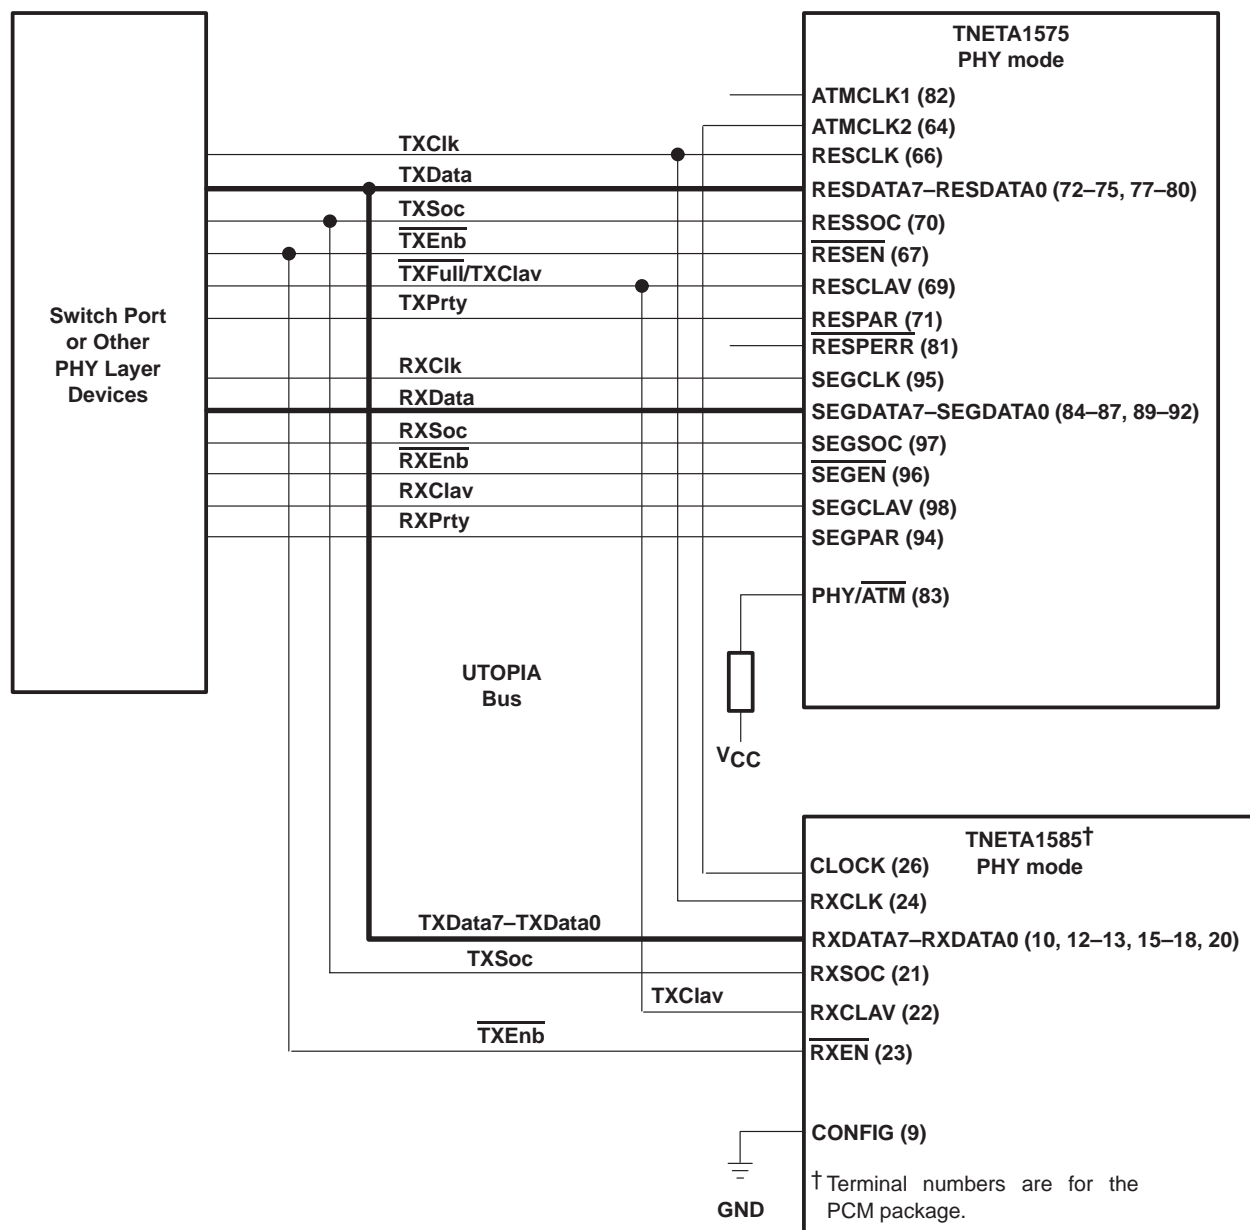 TNETA1575
PHY mode
ATMCLK1 (82)
ATMCLK2 (64)
TXClk
RESCLK (66)
TXData
RESDATA7–RESDATA0 (72–75, 77–80)
TXSoc
RESSOC (70)
TXEnb
RESEN (67)
TXFull/TXClav
RESCLAV (69)
TXPrty
RESPAR (71)
RESPERR (81)
Switch Port
or Other
PHY Layer
Devices
RXClk
SEGCLK (95)
RXData
SEGDATA7–SEGDATA0 (84–87, 89–92)
RXSoc
SEGSOC (97)
RXEnb
SEGEN (96)
RXClav
SEGCLAV (98)
RXPrty
SEGPAR (94)
PHY/ATM (83)
UTOPIA
Bus
VCC
TNETA1585†
PHY mode
CLOCK (26)
RXCLK (24)
TXData7–TXData0
RXDATA7–RXDATA0 (10, 12–13, 15–18, 20)
TXSoc
RXSOC (21)
TXClav
RXCLAV (22)
TXEnb
RXEN (23)
CONFIG (9)
GND
† Terminal numbers are for the
PCM package.